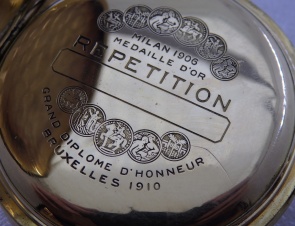 MILAN 1906
MEDAILLE D'OR
REPETITION
GRAND DIPLOME D'HONNEUR
BRUXELLES 1910